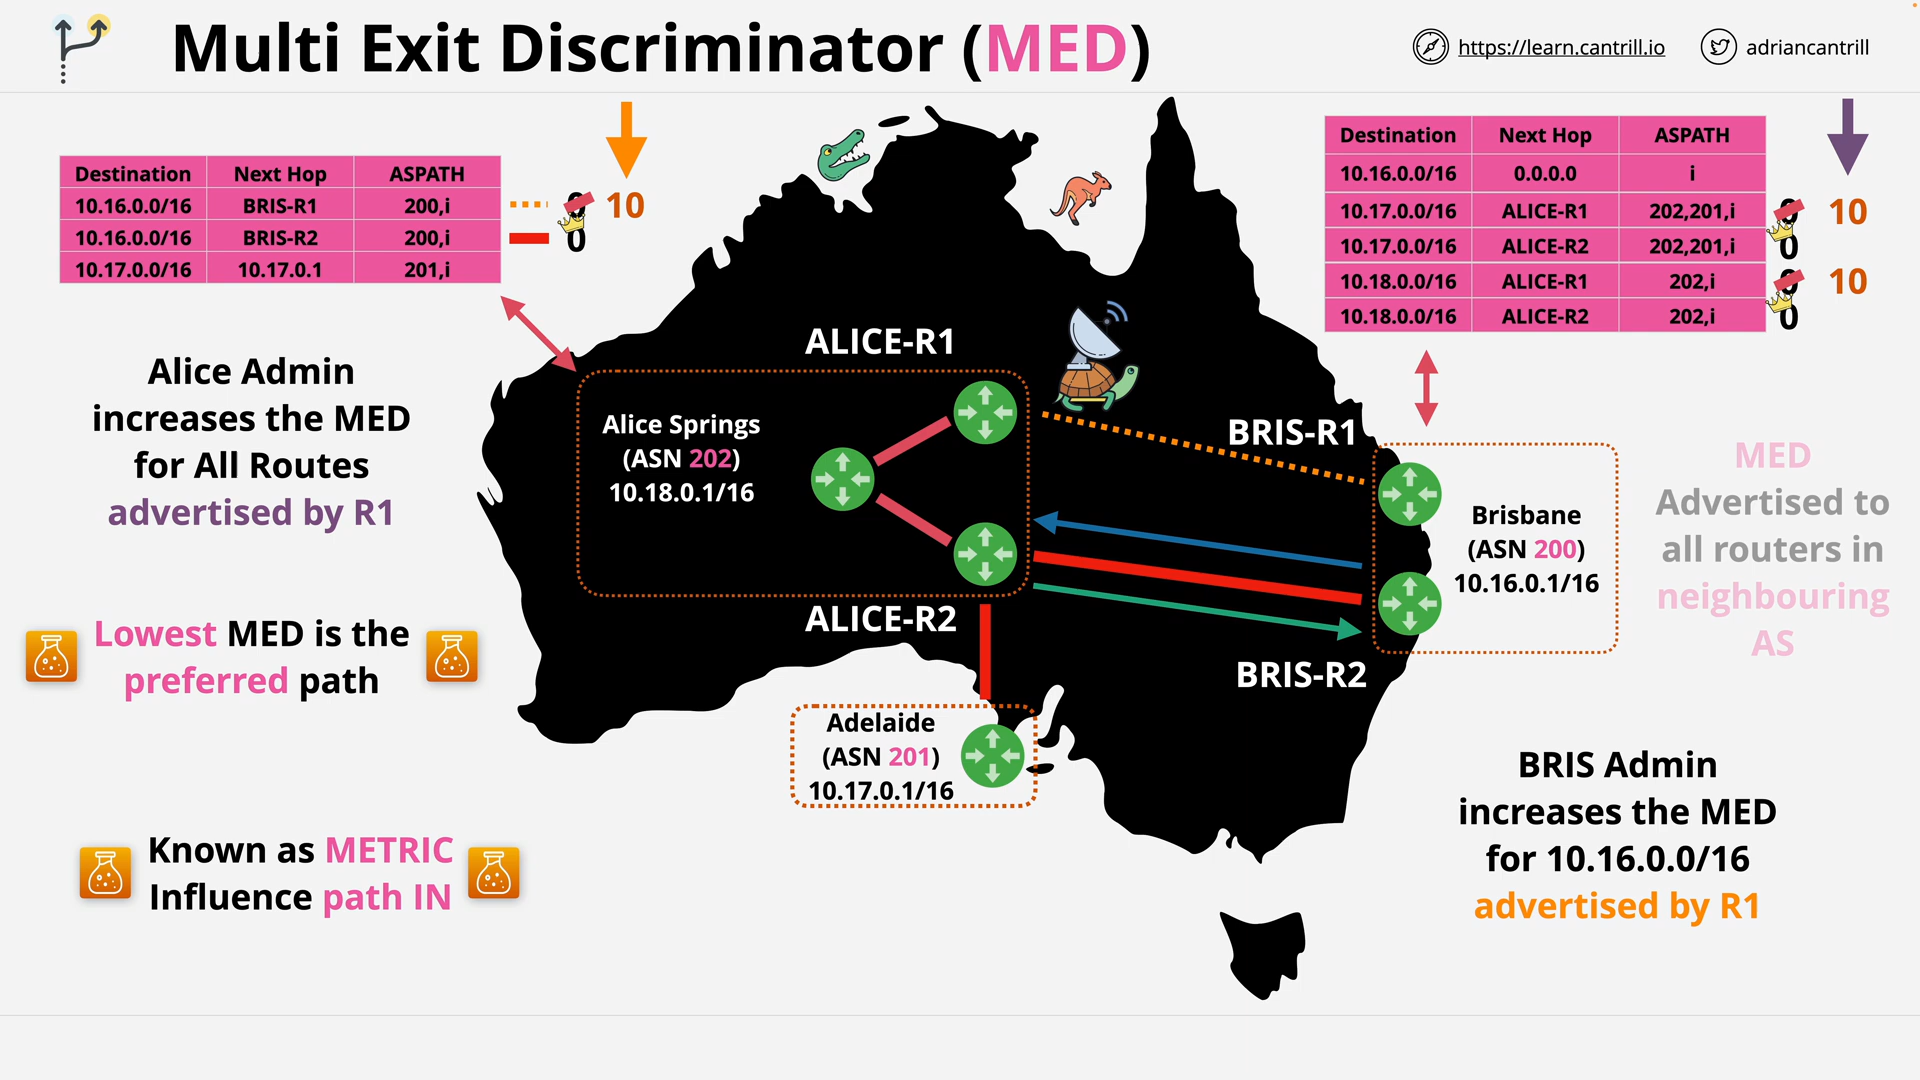 Multi Exit Discriminator (MED)
https://learn.cantrill.io
adriancantrill
Destination Next Hop ASPATH
10.16.0.0/16 BRIS-R1 200,i 0 10
10.16.0.0/16 BRIS-R2 200,i 0
10.17.0.0/16 10.17.0.1 201,i
Destination Next Hop ASPATH
10.16.0.0/16 0.0.0.0 i
10.17.0.0/16 ALICE-R1 202,201,i 0 10
10.17.0.0/16 ALICE-R2 202,201,i 0
10.18.0.0/16 ALICE-R1 202,i 0 10
10.18.0.0/16 ALICE-R2 202,i 0
Alice Admin
increases the MED
for All Routes
advertised by R1
Lowest MED is the
preferred path
Known as METRIC
Influence path IN
ALICE-R1
Alice Springs
(ASN 202)
10.18.0.1/16
ALICE-R2
Adelaide
(ASN 201)
10.17.0.1/16
BRIS-R1
Brisbane
(ASN 200)
10.16.0.1/16
BRIS-R2
MED
Advertised to
all routers in
neighbouring
AS
BRIS Admin
increases the MED
for 10.16.0.0/16
advertised by R1